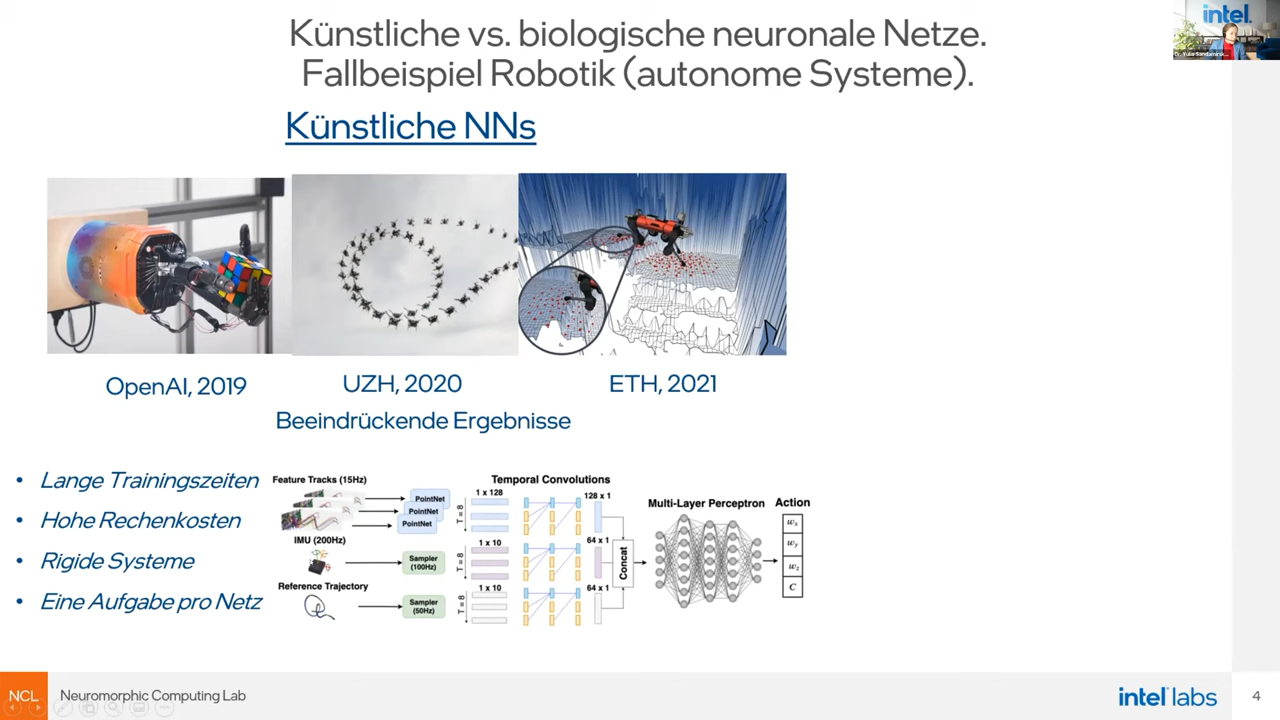 Künstliche vs. biologische neuronale Netze.
Fallbeispiel Robotik (autonome Systeme).
intel.
Künstliche NNs
OpenAI, 2019
UZH, 2020
ETH, 2021
Beeindrückende Ergebnisse
• Lange Trainingszeiten
• Hohe Rechenkosten
• Rigide Systeme
• Eine Aufgabe pro Netz
Feature Tracks (15Hz)
PointNet
PointNet
PointNet
IMU (200Hz)
Sampler
(100Hz)
Reference Trajectory
Sampler
(50Hz)
Temporal Convolutions
1 x 128
T = 8
128 x 1
1 x 10
T = 8
64 x 1
1 x 10
T = 8
64 x 1
Concat
Multi-Layer Perceptron
Action
wₓ
wᵧ
w_z
C
NCL
Neuromorphic Computing Lab
intel labs
4